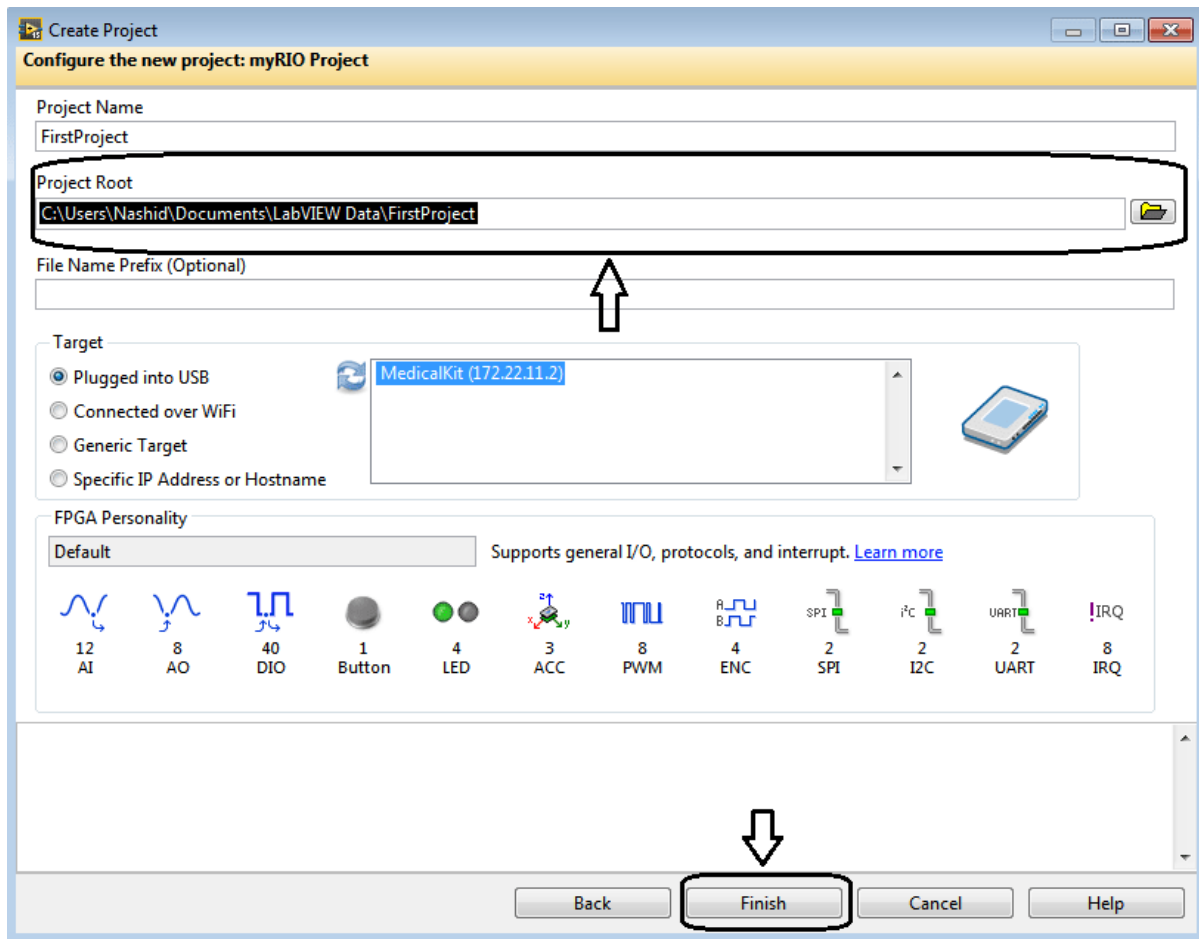 Create Project
Configure the new project: myRIO Project
Project Name
FirstProject
Project Root
C:\Users\Nashid\Documents\LabVIEW Data\FirstProject
File Name Prefix (Optional)
Target
Plugged into USB
MedicalKit (172.22.11.2)
Connected over WiFi
Generic Target
Specific IP Address or Hostname
FPGA Personality
Default
Supports general I/O, protocols, and interrupt. Learn more
A
B
x
y
z
SPI
I²C
UART
!IRQ
12 8 40 1 4 3 8 4 2 2 2 8
AI AO DIO Button LED ACC PWM ENC SPI I2C UART IRQ
Back Finish Cancel Help